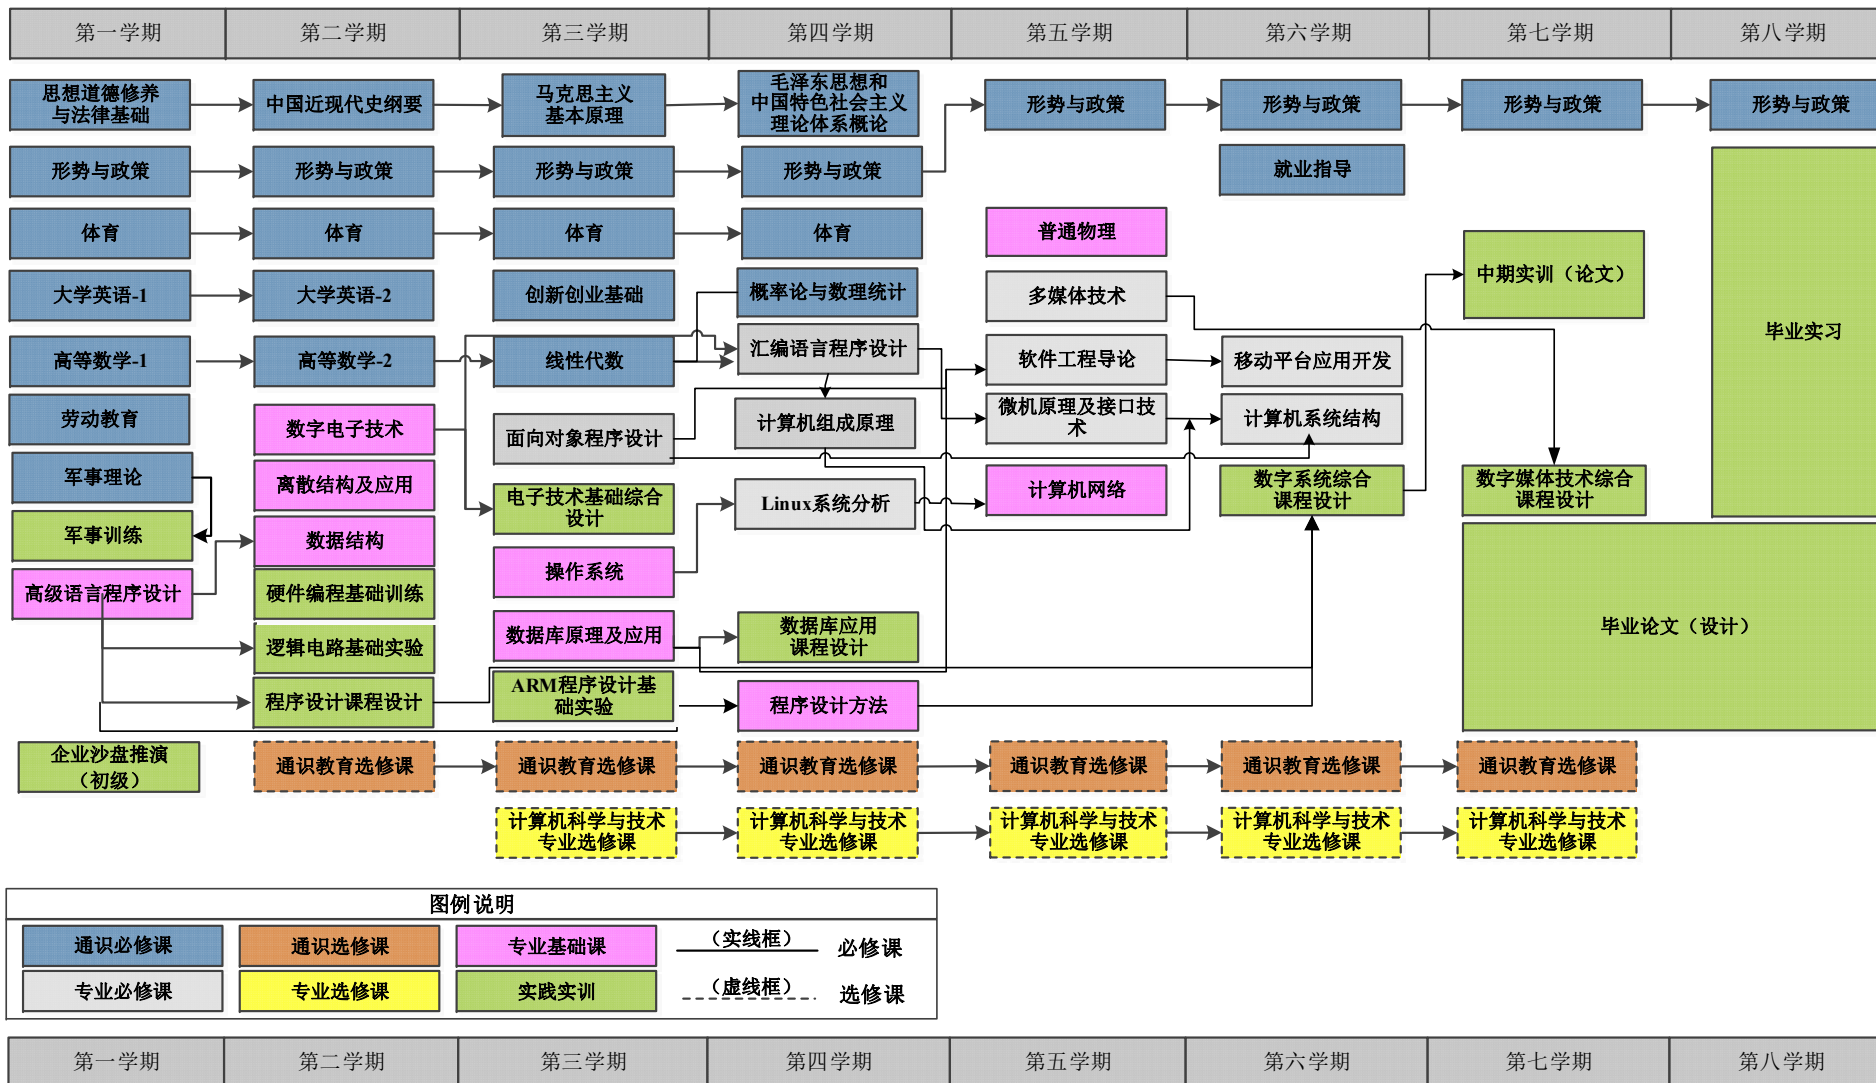 第一学期
第二学期
第三学期
第四学期
第五学期
第六学期
第七学期
第八学期
思想道德修养
与法律基础
中国近现代史纲要
马克思主义
基本原理
毛泽东思想和
中国特色社会主义
理论体系概论
形势与政策
形势与政策
形势与政策
形势与政策
形势与政策
形势与政策
形势与政策
形势与政策
就业指导
体育
体育
体育
体育
普通物理
大学英语-1
大学英语-2
创新创业基础
概率论与数理统计
多媒体技术
中期实训（论文）
毕业实习
高等数学-1
高等数学-2
线性代数
汇编语言程序设计
软件工程导论
移动平台应用开发
劳动教育
数字电子技术
面向对象程序设计
计算机组成原理
微机原理及接口技
术
计算机系统结构
军事理论
离散结构及应用
电子技术基础综合
设计
Linux系统分析
计算机网络
数字系统综合
课程设计
数字媒体技术综合
课程设计
军事训练
数据结构
操作系统
高级语言程序设计
硬件编程基础训练
数据库原理及应用
数据库应用
课程设计
毕业论文（设计）
逻辑电路基础实验
程序设计课程设计
ARM程序设计基
础实验
程序设计方法
企业沙盘推演
（初级）
通识教育选修课
通识教育选修课
通识教育选修课
通识教育选修课
通识教育选修课
通识教育选修课
计算机科学与技术
专业选修课
计算机科学与技术
专业选修课
计算机科学与技术
专业选修课
计算机科学与技术
专业选修课
计算机科学与技术
专业选修课
图例说明
通识必修课
通识选修课
专业基础课
（实线框）
必修课
专业必修课
专业选修课
实践实训
（虚线框）
选修课
第一学期
第二学期
第三学期
第四学期
第五学期
第六学期
第七学期
第八学期